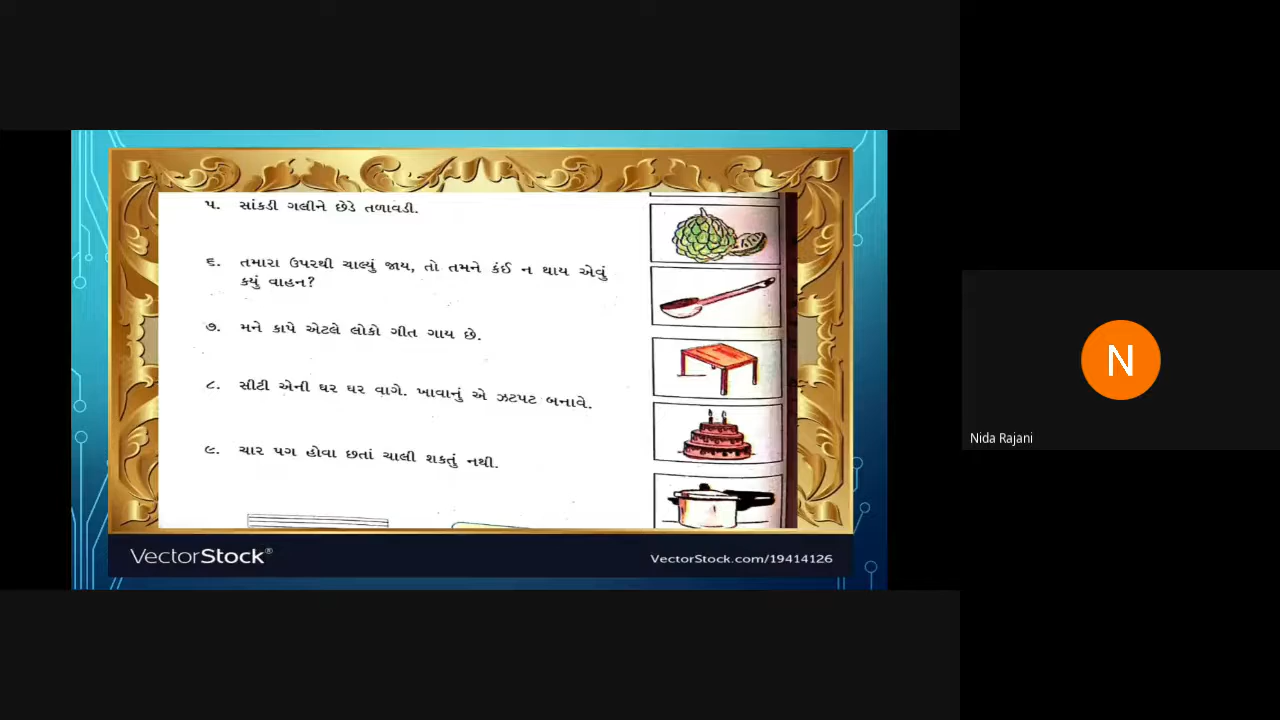 ૫. સાંકડી ગલીને છેડે તળાવડી.
૬. તમારા ઉપરથી ચાલ્યું જાય, તો તમને કંઈ ન થાય એવું
કયું વાહન?
૭. મને કાપે એટલે લોકો ગીત ગાય છે.
૮. સીટી એની ઘર ઘર વાગે. ખાવાનું એ ઝટપટ બનાવે.
૯. ચાર પગ હોવા છતાં ચાલી શકતું નથી.
VectorStock®
VectorStock.com/19414126
N
Nida Rajani